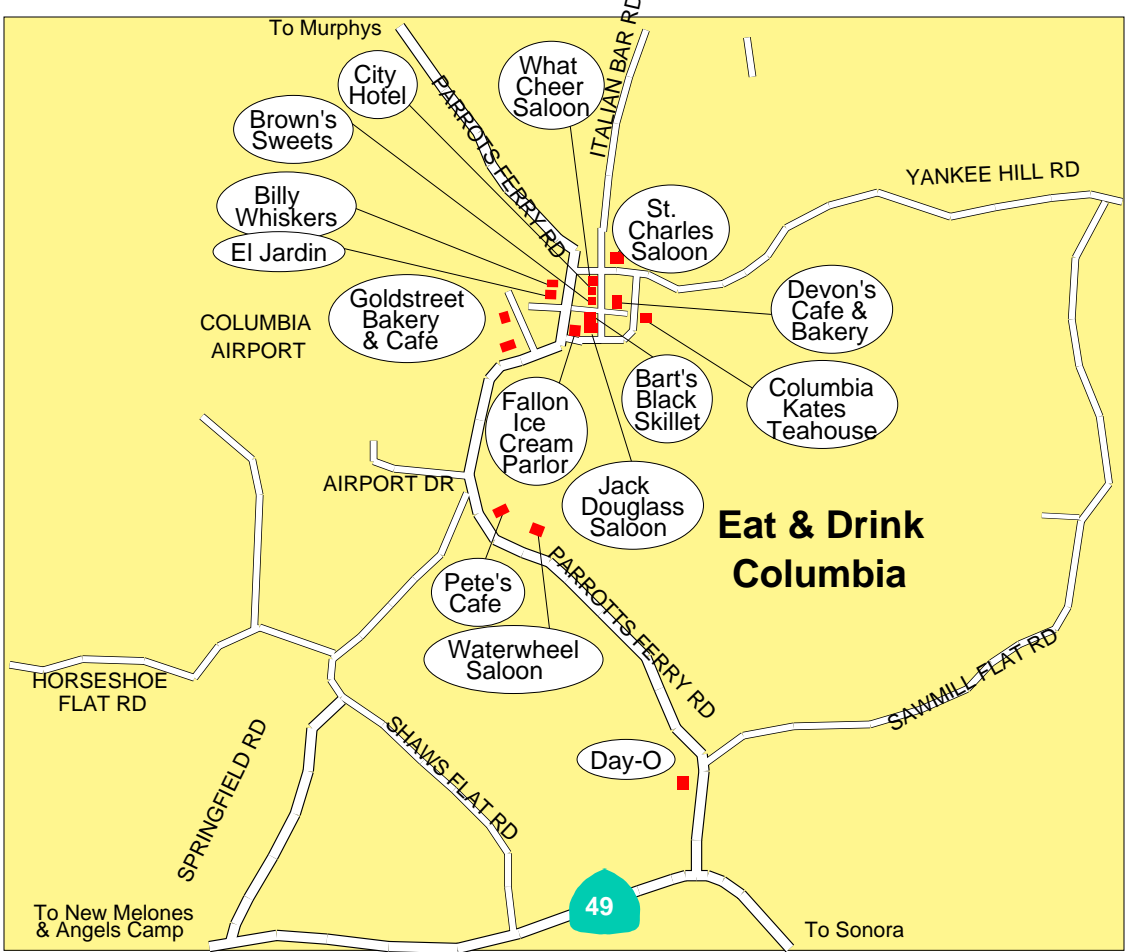 To Murphys
City
Hotel
What
Cheer
Saloon
ITALIAN BAR RD
PARROTS FERRY RD
Brown's
Sweets
YANKEE HILL RD
Billy
Whiskers
St.
Charles
Saloon
El Jardin
Goldstreet
Bakery
& Cafe
Devon's
Cafe &
Bakery
COLUMBIA
AIRPORT
Bart's
Black
Skillet
Columbia
Kates
Teahouse
Fallon
Ice
Cream
Parlor
AIRPORT DR
Jack
Douglass
Saloon
Eat & Drink
Columbia
Pete's
Cafe
PARROTTS FERRY RD
Waterwheel
Saloon
HORSESHOE
FLAT RD
SAWMILL FLAT RD
SPRINGFIELD RD
SHAWS FLAT RD
Day-O
49
To New Melones
& Angels Camp
To Sonora